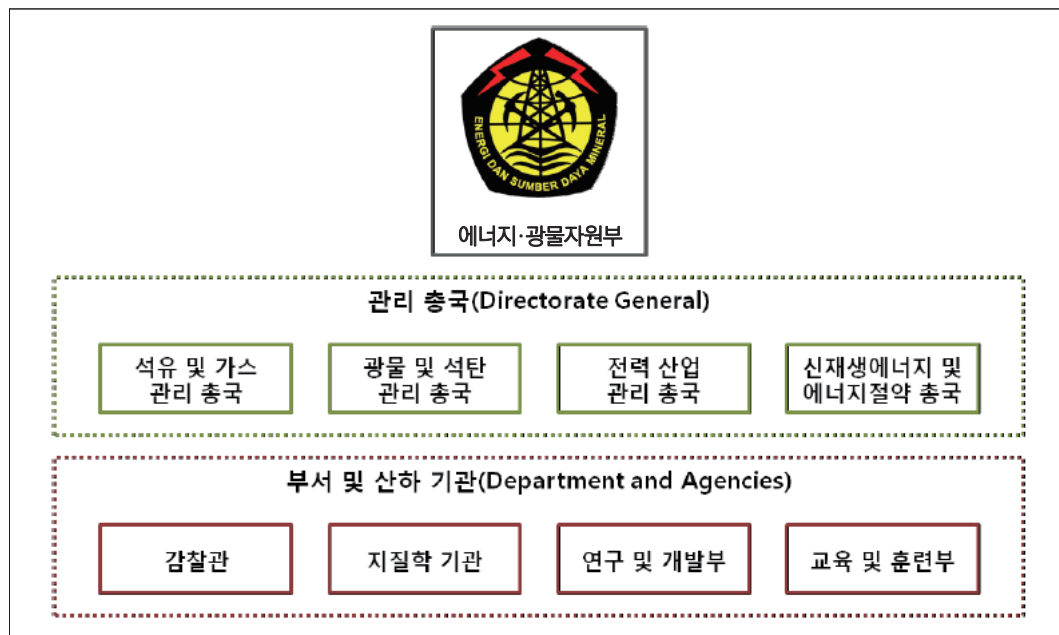 ENERGI DAN SUMBER DAYA MINERAL
에너지·광물자원부
관리 총국(Directorate General)
석유 및 가스
관리 총국
광물 및 석탄
관리 총국
전력 산업
관리 총국
신재생에너지 및
에너지절약 총국
부서 및 산하 기관(Department and Agencies)
감찰관
지질학 기관
연구 및 개발부
교육 및 훈련부